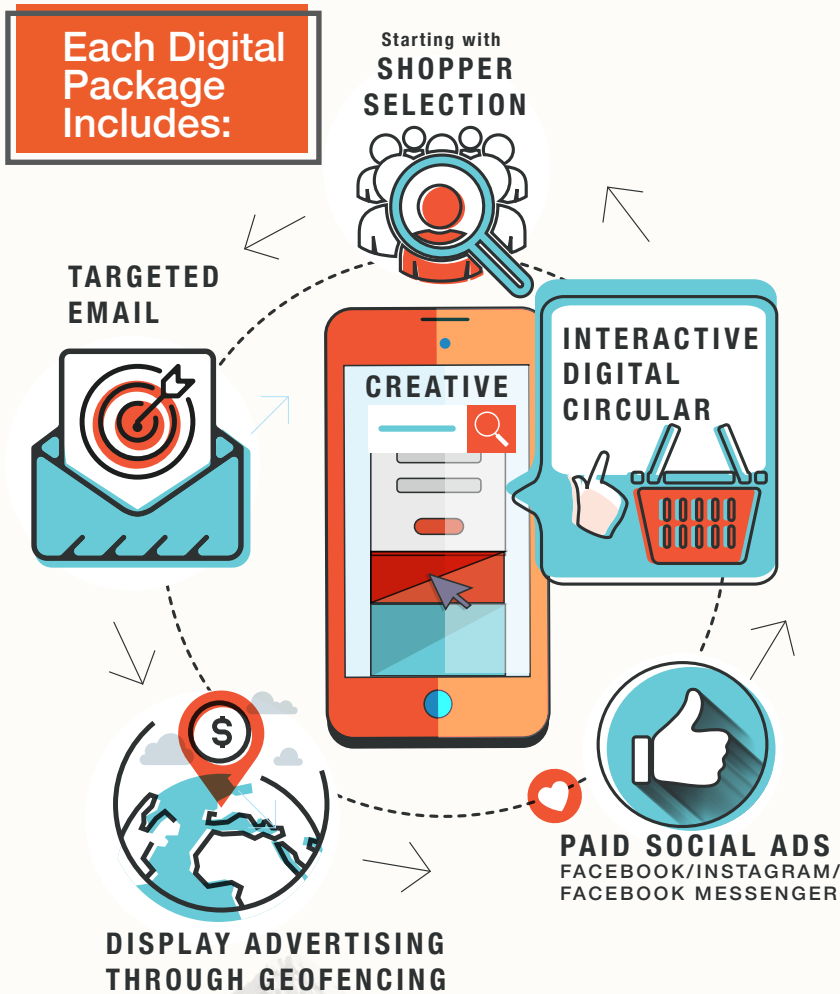 Each Digital
Package
Includes:
Starting with
SHOPPER
SELECTION
TARGETED
EMAIL
CREATIVE
INTERACTIVE
DIGITAL
CIRCULAR
$
PAID SOCIAL ADS
FACEBOOK/INSTAGRAM/
FACEBOOK MESSENGER
DISPLAY ADVERTISING
THROUGH GEOFENCING